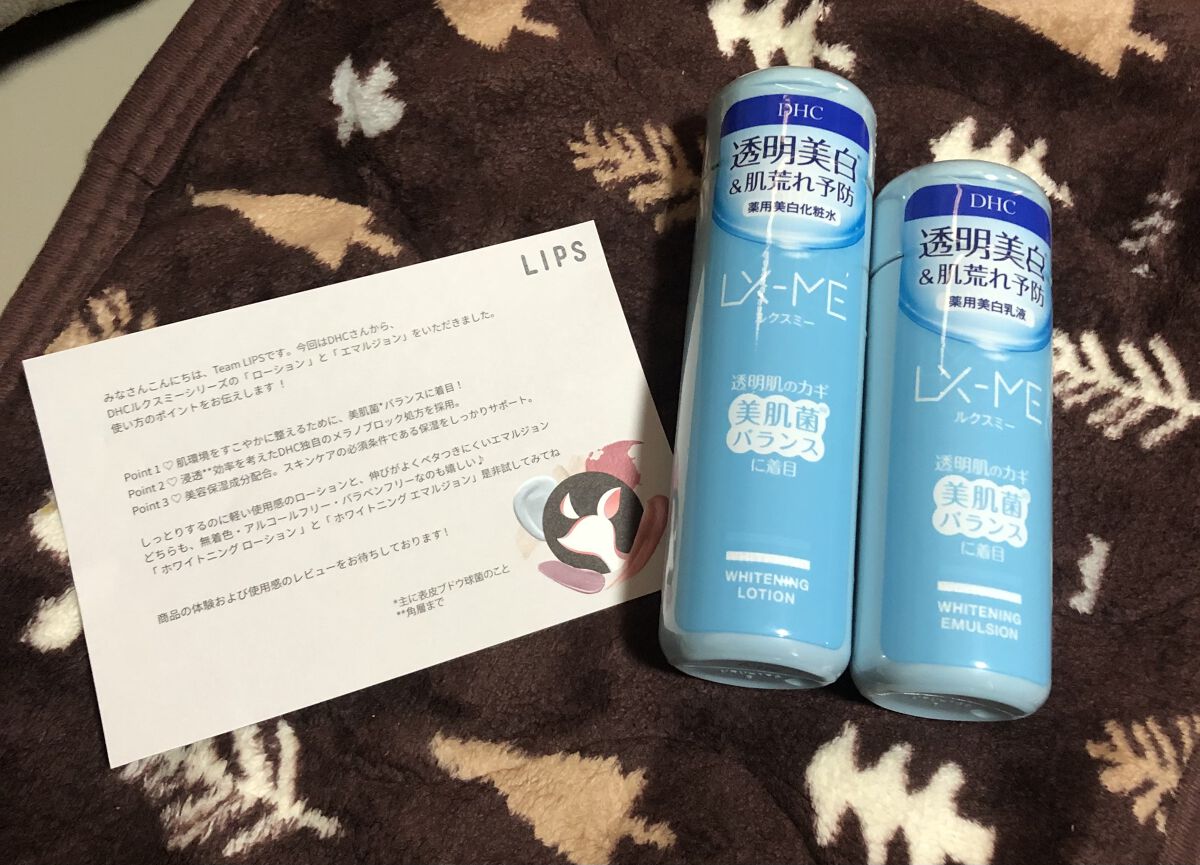 LIPS
みなさんこんにちは、Team LIPSです。今回はDHCさんから、
DHCルクスミーシリーズの「 ローション 」と「 エマルジョン 」をいただきました。
使い方のポイントをお伝えします！
Point 1 ♡ 肌環境をすこやかに整えるために、美肌菌*バランスに着目！
Point 2 ♡ 浸透**効率を考えたDHC独自のメラノブロック処方を採用。
Point 3 ♡ 美容保湿成分配合。スキンケアの必須条件である保湿をしっかりサポート。
しっとりするのに軽い使用感のローションと、伸びがよくベタつきにくいエマルジョン
どちらも、無着色・アルコールフリー・パラベンフリーなのも嬉しい♪
「 ホワイトニング ローション 」と「 ホワイトニング エマルジョン」是非試してみてね
商品の体験および使用感のレビューをお待ちしております！
*主に表皮ブドウ球菌のこと
**角層まで
DHC
透明美白*
&肌荒れ予防
薬用美白化粧水
LX-ME
ルクスミー
透明肌のカギ
美肌菌※
バランス
に着目
WHITENING
LOTION
DHC
透明美白
&肌荒れ予防
薬用美白乳液
LX-ME
ルクスミー
透明肌のカギ
美肌菌※
バランス
に着目
WHITENING
EMULSION